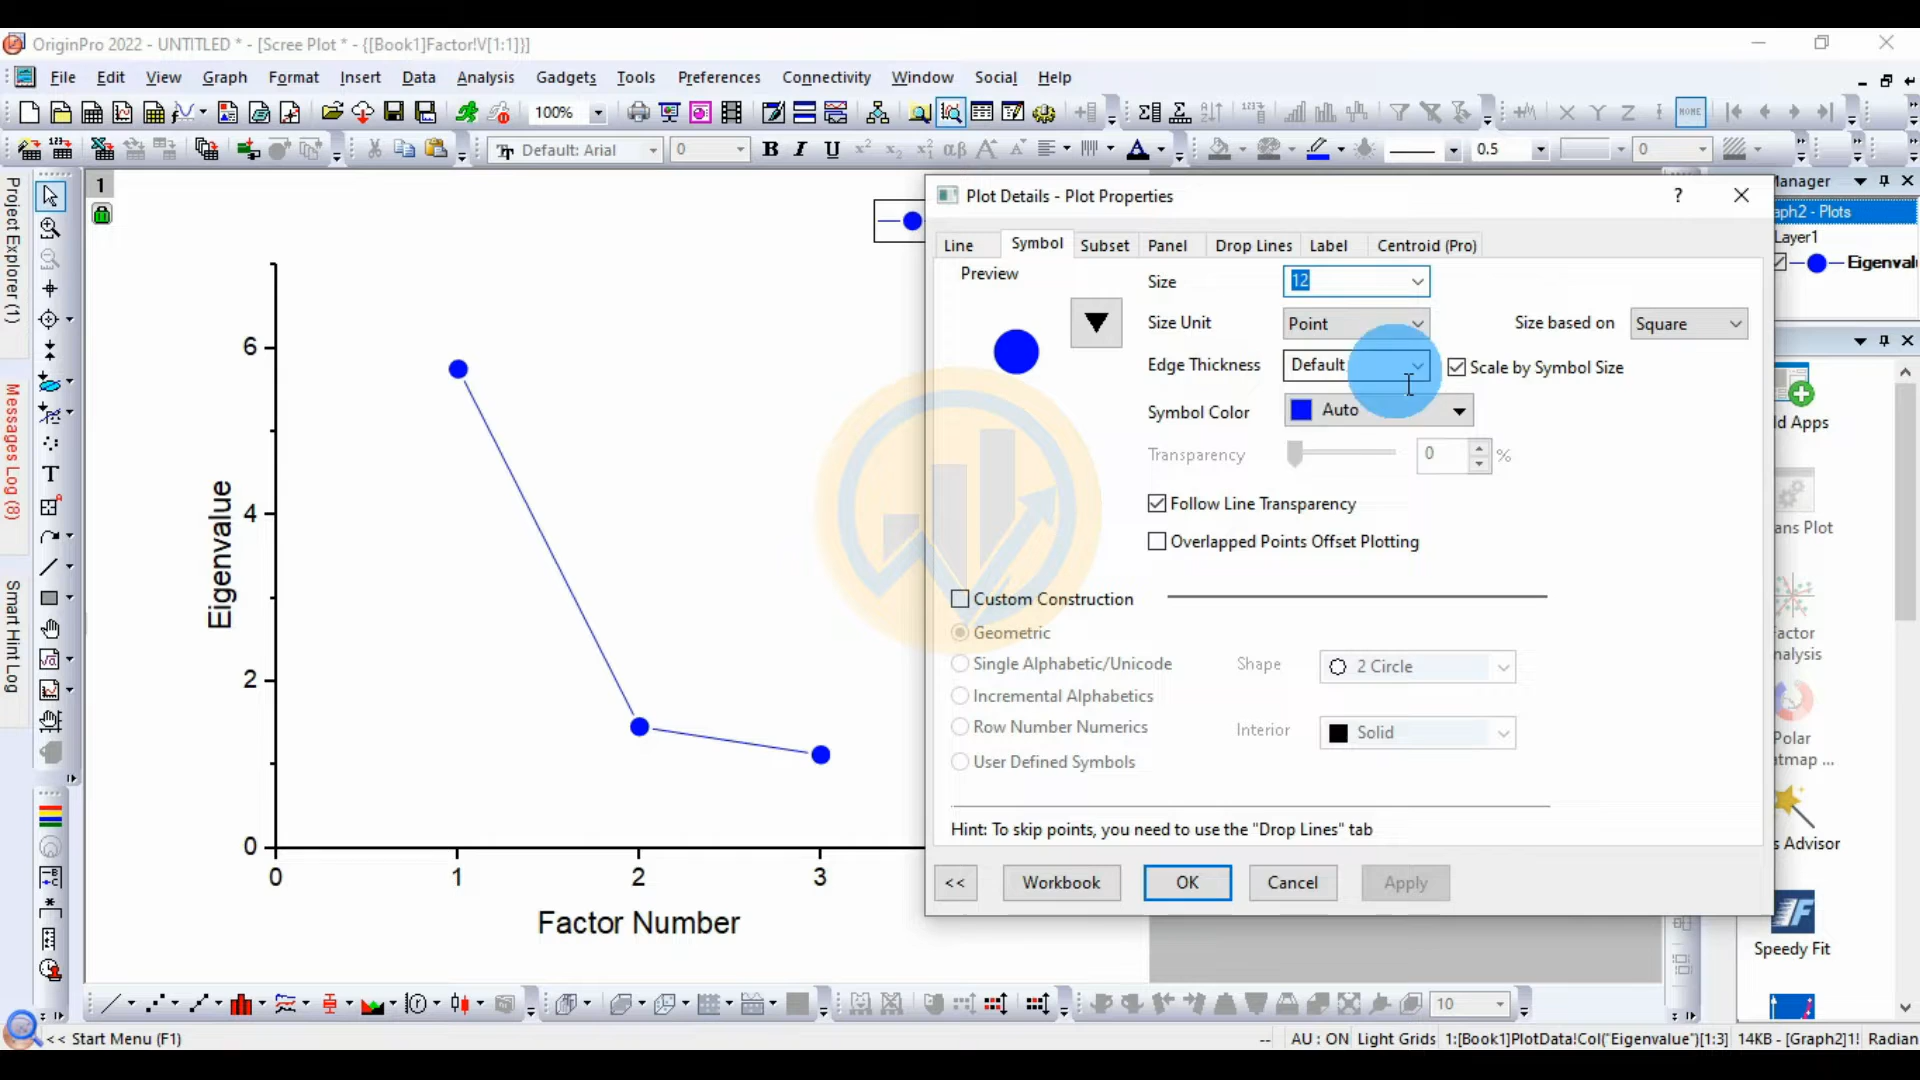 OriginPro 2022 - UNTITLED * - [Scree Plot * - {[Book1]Factor!V[1:1]}]
File Edit View Graph Format Insert Data Analysis Gadgets Tools Preferences Connectivity Window Social Help
100%
HOME
Default: Arial 0 B I U αβ A 0.5 0
Project Explorer (1)
Messages Log (8)
Smart Hint Log
1
Eigenvalue
6
4
2
0
0 1 2 3
Factor Number
Plot Details - Plot Properties
Line Symbol Subset Panel Drop Lines Label Centroid (Pro)
Preview
Size 12
Size Unit Point Size based on Square
Edge Thickness Default Scale by Symbol Size
Symbol Color Auto
Transparency 0 %
Follow Line Transparency
Overlapped Points Offset Plotting
Custom Construction
Geometric
Single Alphabetic/Unicode Shape 2 Circle
Incremental Alphabetics
Row Number Numerics Interior Solid
User Defined Symbols
Hint: To skip points, you need to use the "Drop Lines" tab
<< Workbook OK Cancel Apply
Manager
aph2 - Plots
Layer1
Eigenval
d Apps
ans Plot
actor
nalysis
Polar
atmap ...
s Advisor
Speedy Fit
10
<< Start Menu (F1)
-- AU : ON Light Grids 1:[Book1]PlotData!Col("Eigenvalue")[1:3] 14KB - [Graph2]1! Radian